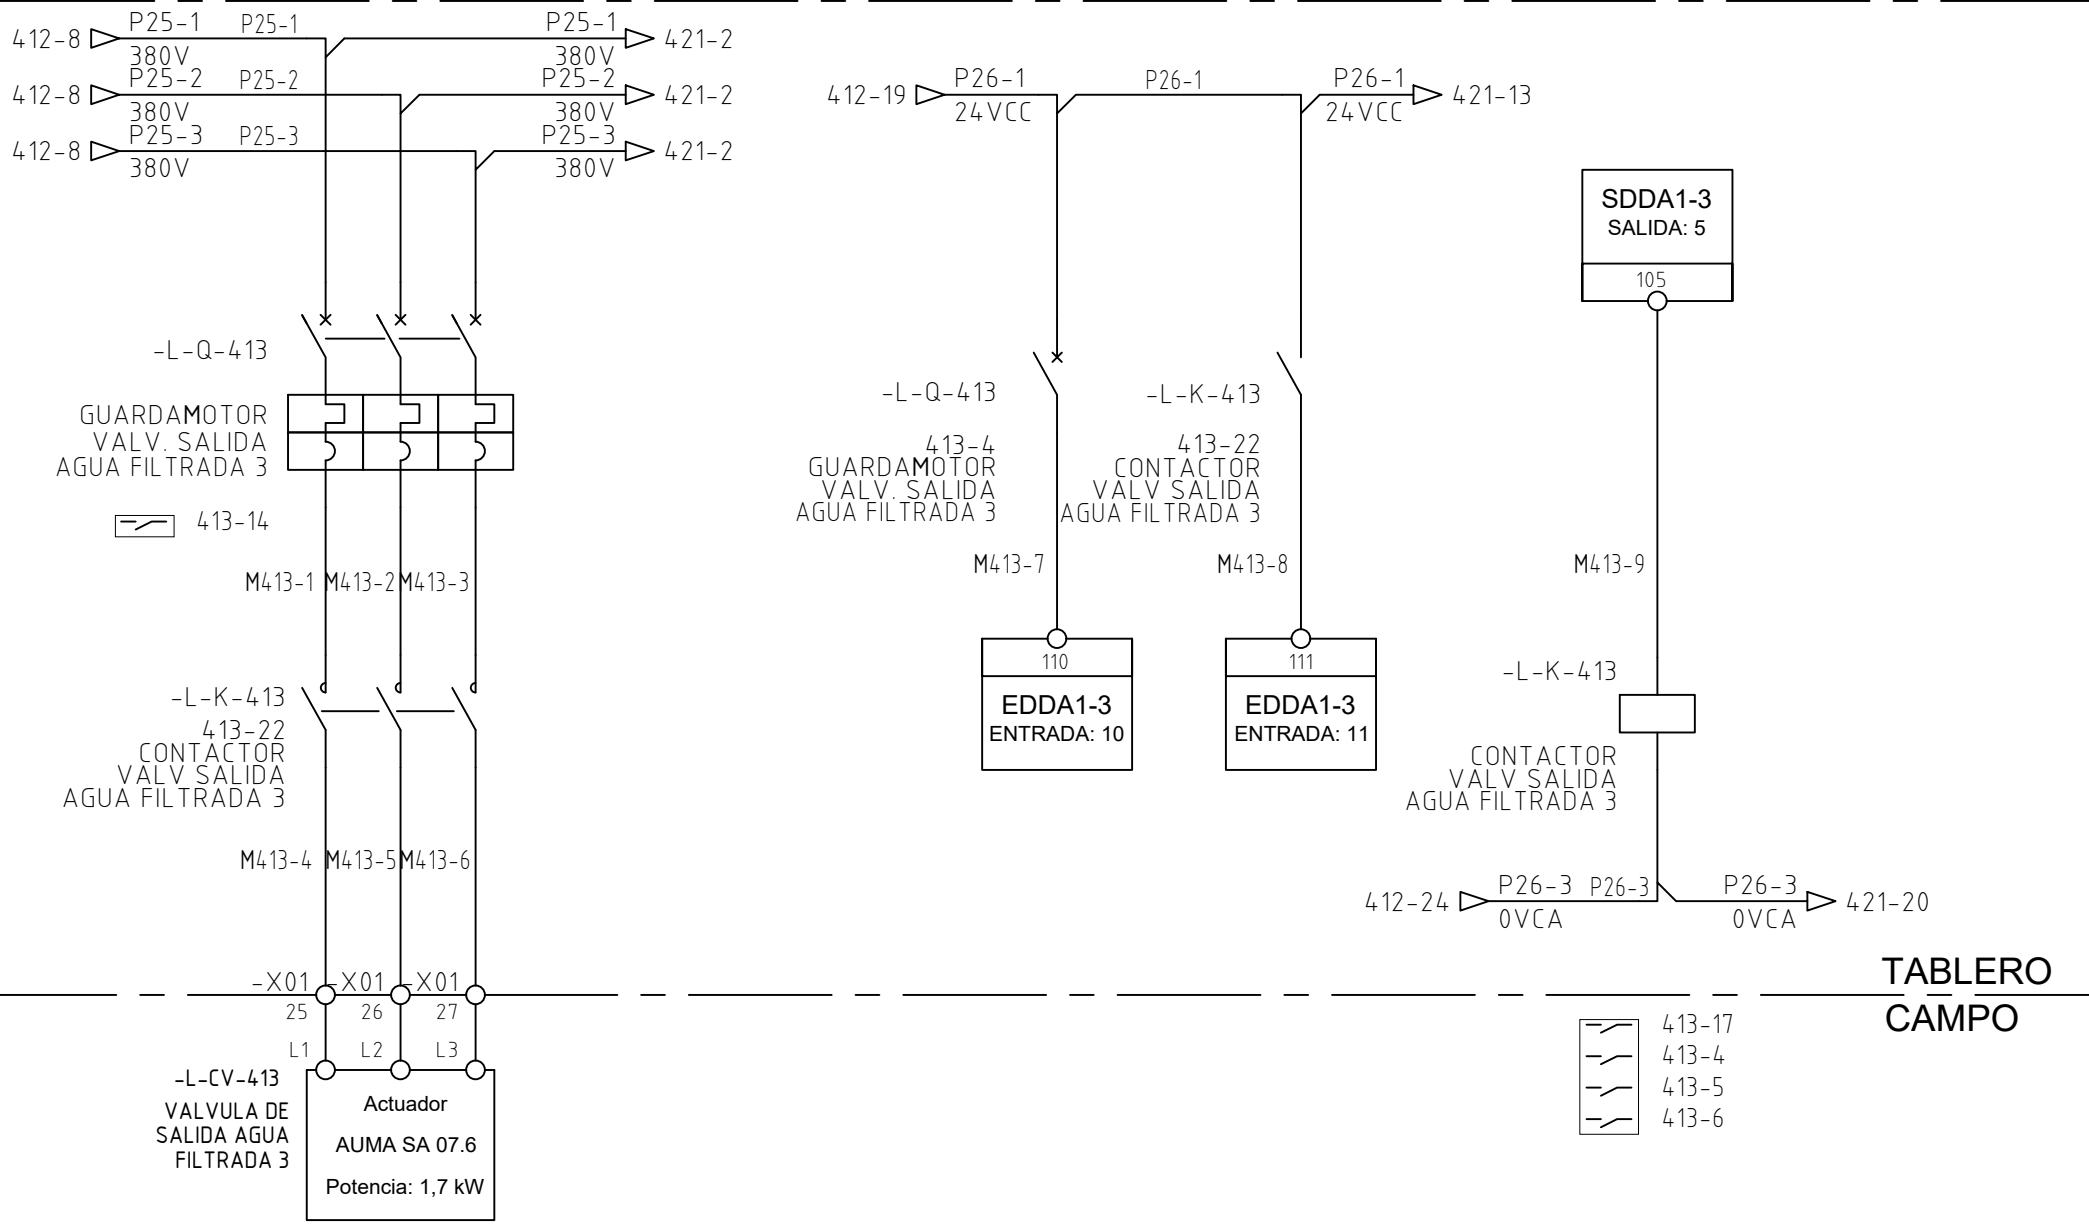 P25-1
P25-1
P25-1
412-8
421-2
380V
380V
P25-2
P25-2
P25-2
412-8
421-2
380V
380V
P25-3
P25-3
P25-3
412-8
421-2
380V
380V
-L-Q-413
GUARDAMOTOR
VALV. SALIDA
AGUA FILTRADA 3
413-14
M413-1
M413-2
M413-3
-L-K-413
413-22
CONTACTOR
VALV SALIDA
AGUA FILTRADA 3
M413-4
M413-5
M413-6
-X01
-X01
-X01
25
26
27
L1
L2
L3
-L-CV-413
VALVULA DE
SALIDA AGUA
FILTRADA 3
Actuador
AUMA SA 07.6
Potencia: 1,7 kW
412-19
P26-1
24VCC
P26-1
P26-1
24VCC
421-13
-L-Q-413
413-4
GUARDAMOTOR
VALV. SALIDA
AGUA FILTRADA 3
M413-7
110
EDDA1-3
ENTRADA: 10
-L-K-413
413-22
CONTACTOR
VALV SALIDA
AGUA FILTRADA 3
M413-8
111
EDDA1-3
ENTRADA: 11
SDDA1-3
SALIDA: 5
105
M413-9
-L-K-413
CONTACTOR
VALV SALIDA
AGUA FILTRADA 3
412-24
P26-3
0VCA
P26-3
P26-3
0VCA
421-20
TABLERO
CAMPO
413-17
413-4
413-5
413-6